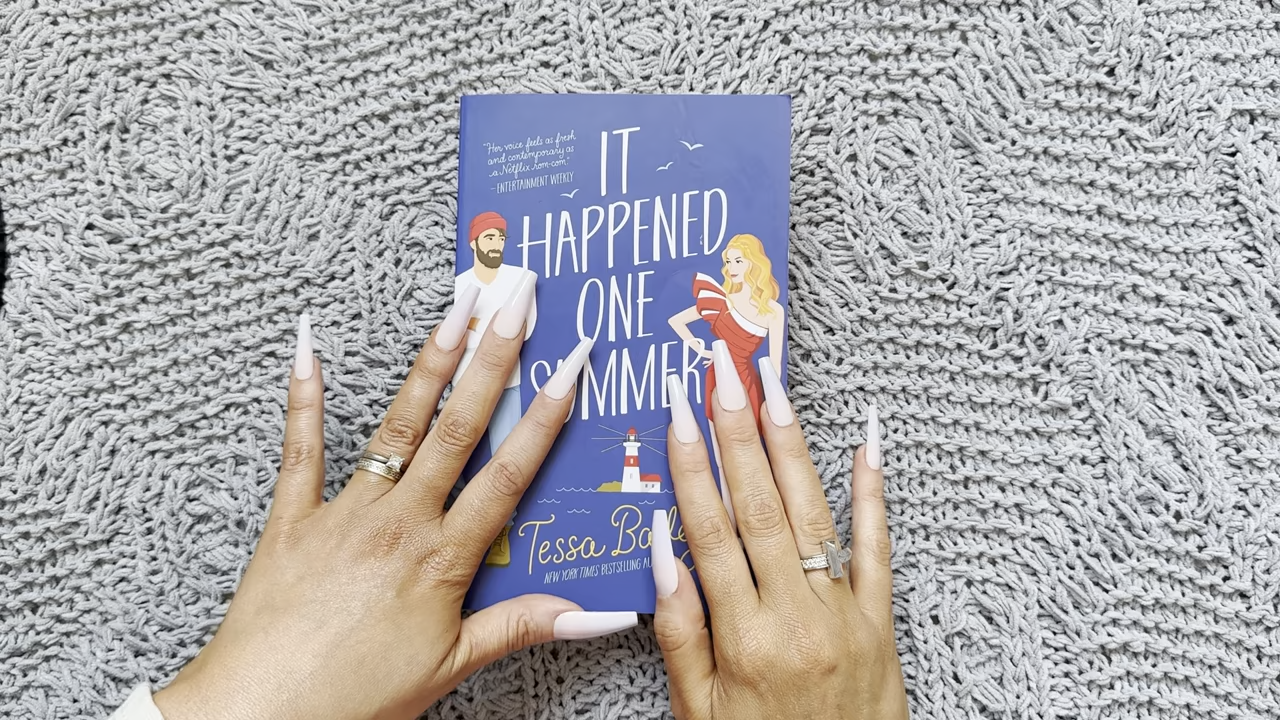 "Her voice feels as fresh
and contemporary as
a Netflix rom-com."
– ENTERTAINMENT WEEKLY
IT
HAPPENED
ONE
SUMMER
Tessa
NEW YORK TIMES BESTSELLING